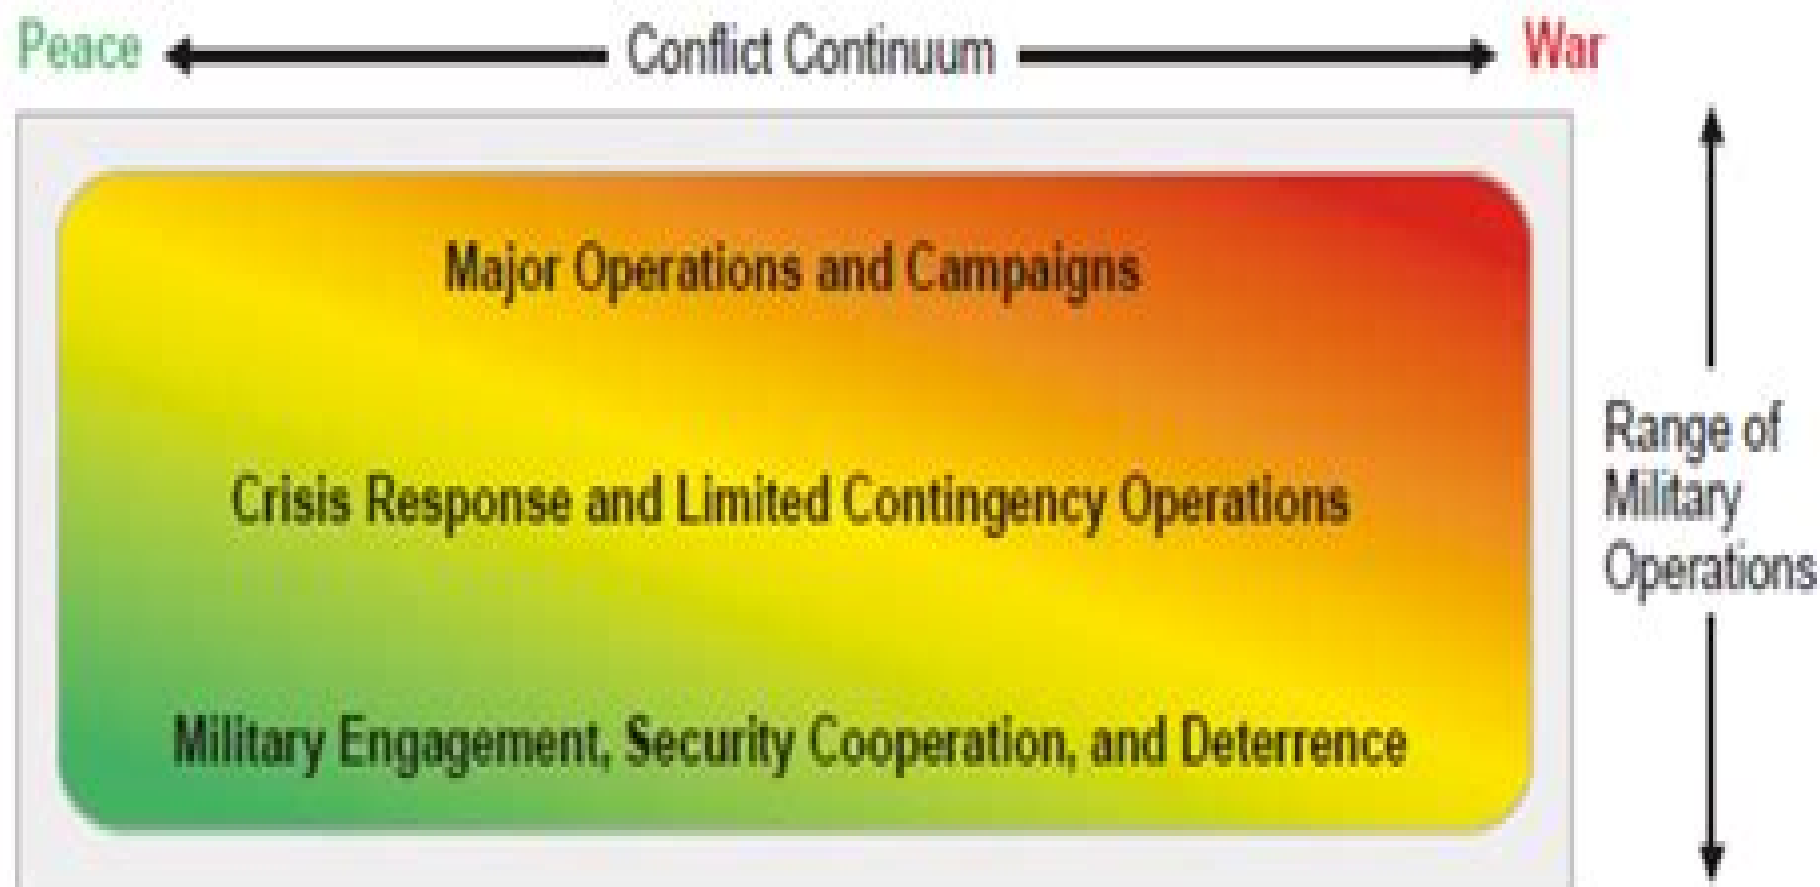 Peace
Conflict Continuum
War
Major Operations and Campaigns
Crisis Response and Limited Contingency Operations
Military Engagement, Security Cooperation, and Deterrence
Range of
Military
Operations